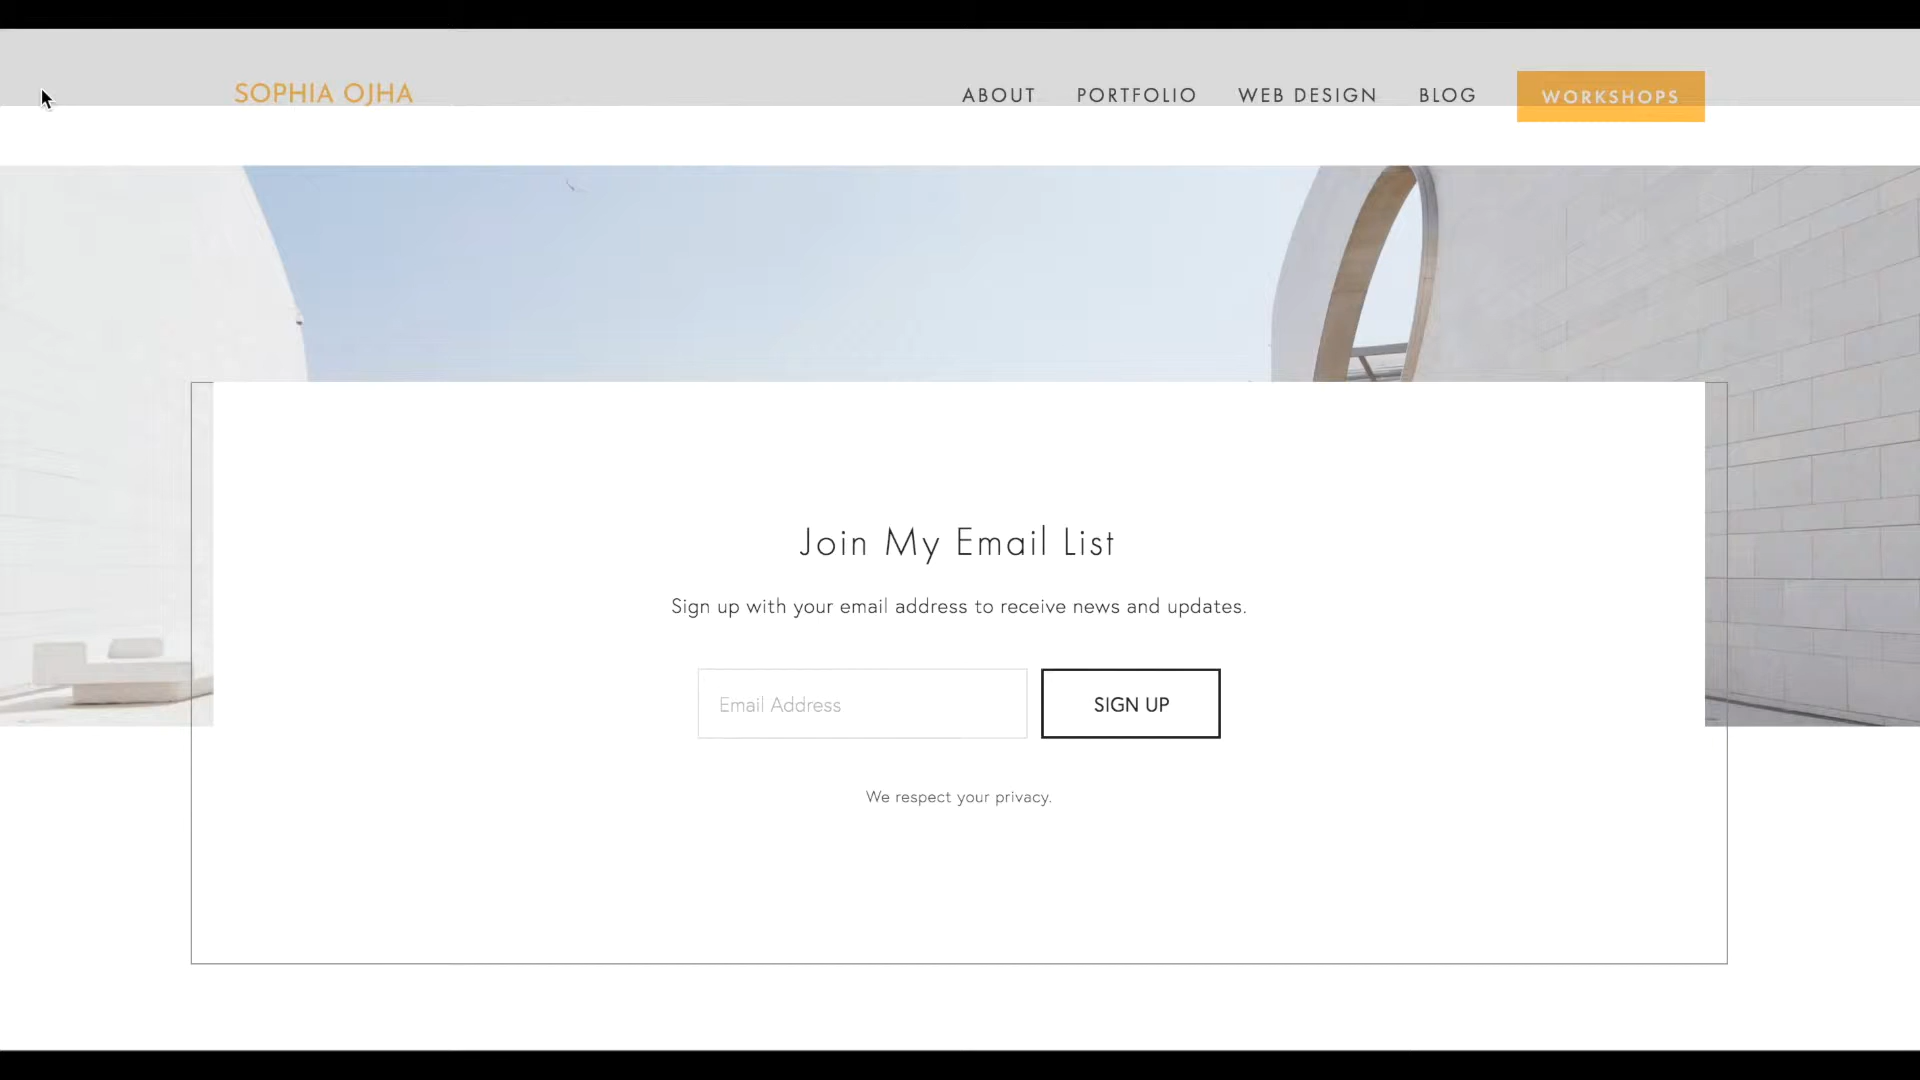 SOPHIA OJHA
ABOUT PORTFOLIO WEB DESIGN BLOG WORKSHOPS
Join My Email List
Sign up with your email address to receive news and updates.
Email Address SIGN UP
We respect your privacy.